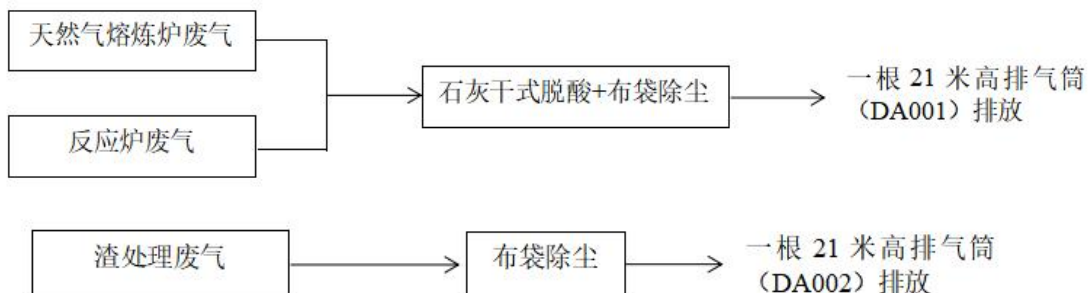 天然气熔炼炉废气
反应炉废气
石灰干式脱酸+布袋除尘
一根 21 米高排气筒
（DA001）排放
渣处理废气
布袋除尘
一根 21 米高排气筒
（DA002）排放